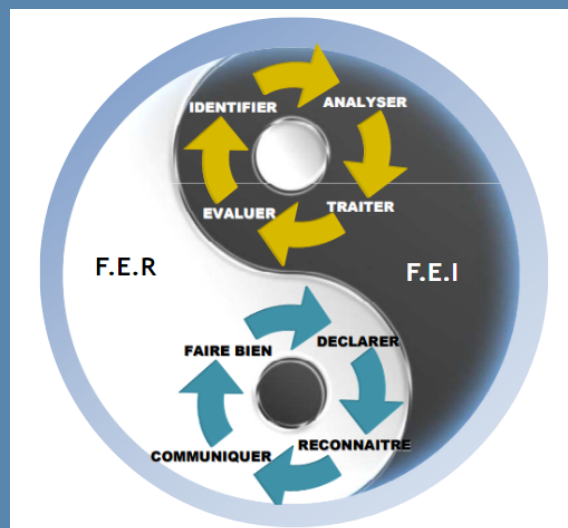 IDENTIFIER
ANALYSER
EVALUER
TRAITER
F.E.R
F.E.I
FAIRE BIEN
DECLARER
COMMUNIQUER
RECONNAITRE